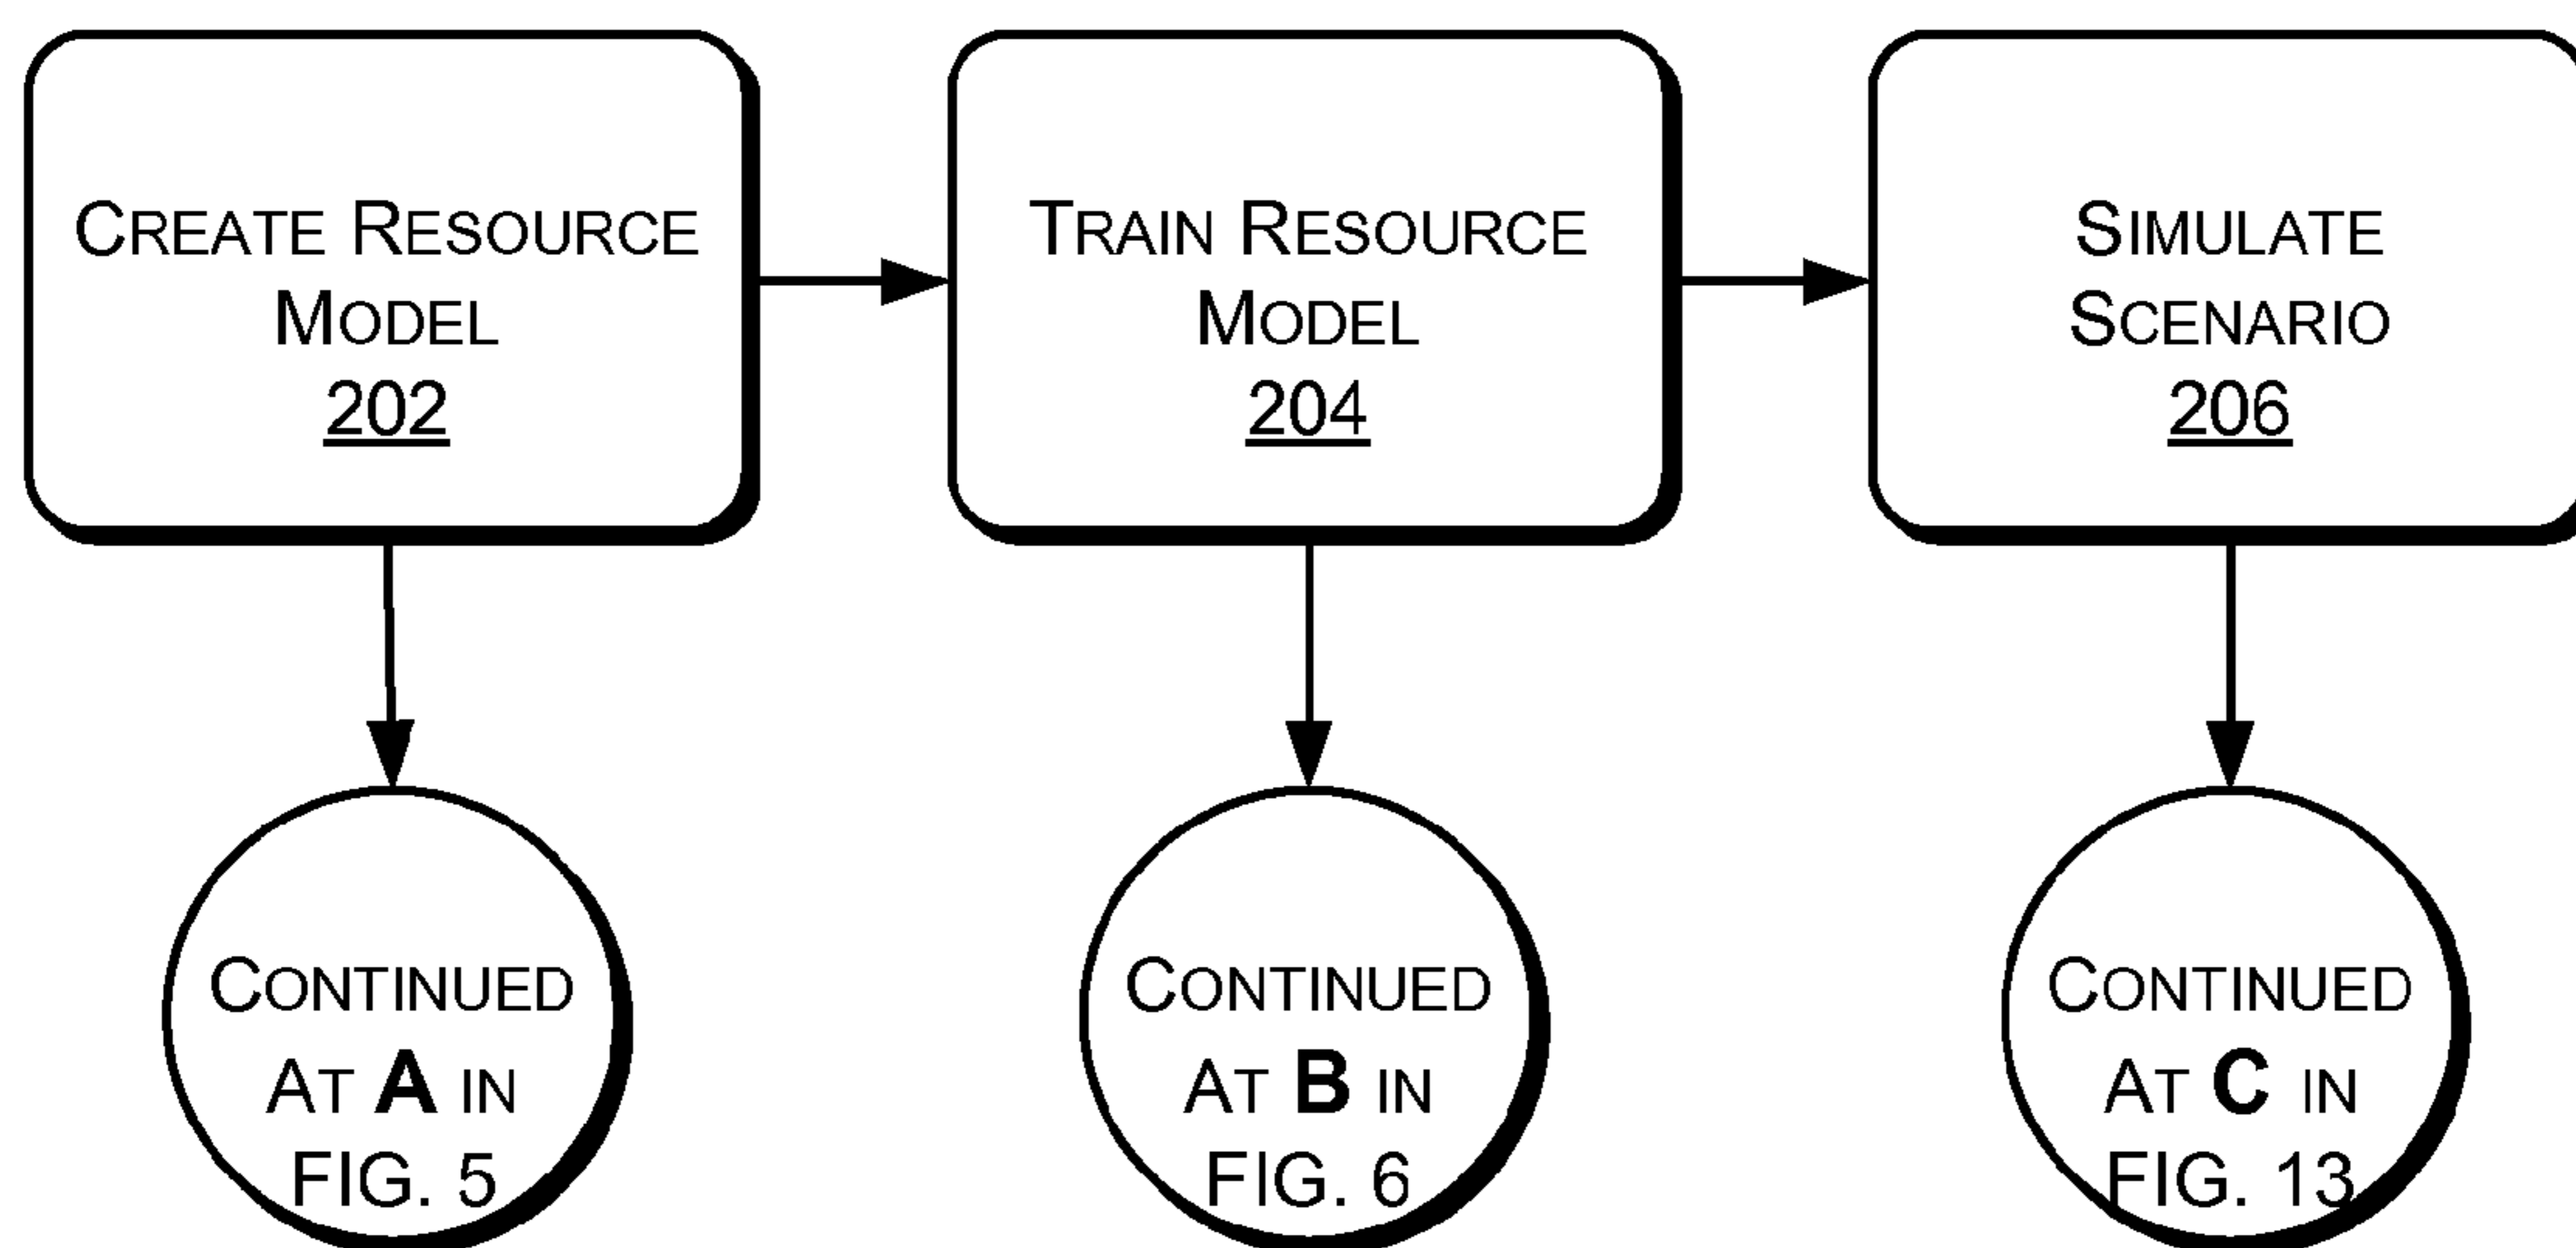 CREATE RESOURCE
MODEL
202
TRAIN RESOURCE
MODEL
204
SIMULATE
SCENARIO
206
CONTINUED
AT A IN
FIG. 5
CONTINUED
AT B IN
FIG. 6
CONTINUED
AT C IN
FIG. 13